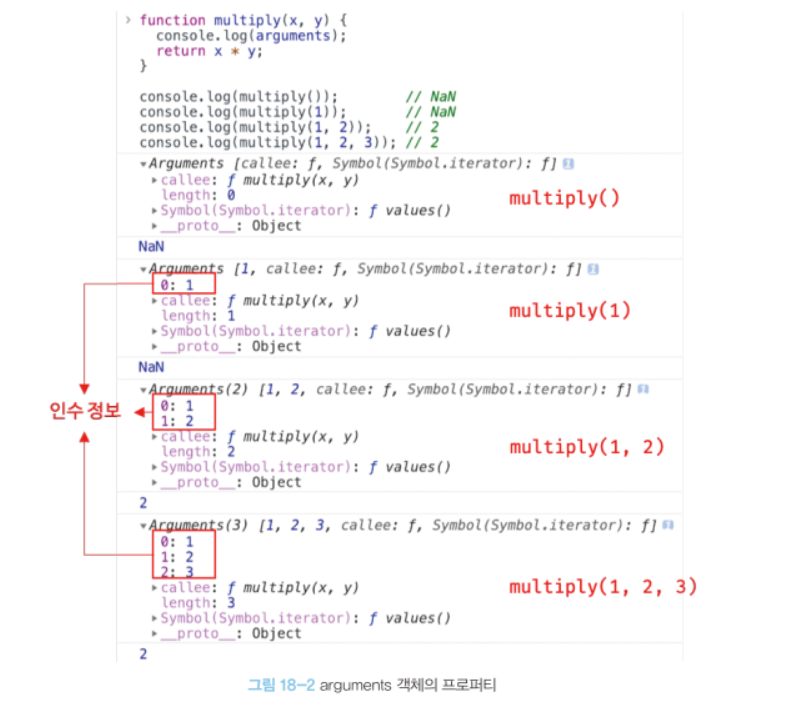 › function multiply(x, y) {
console.log(arguments);
return x * y;
}
console.log(multiply()); // NaN
console.log(multiply(1)); // NaN
console.log(multiply(1, 2)); // 2
console.log(multiply(1, 2, 3)); // 2
▾Arguments [callee: ƒ, Symbol(Symbol.iterator): ƒ] i
▸callee: ƒ multiply(x, y)
length: 0
multiply()
▸Symbol(Symbol.iterator): ƒ values()
▸__proto__: Object
NaN
▾Arguments [1, callee: ƒ, Symbol(Symbol.iterator): ƒ] i
0: 1
▸callee: ƒ multiply(x, y)
length: 1
multiply(1)
▸Symbol(Symbol.iterator): ƒ values()
▸__proto__: Object
NaN
▾Arguments(2) [1, 2, callee: ƒ, Symbol(Symbol.iterator): ƒ] i
0: 1
인수 정보
1: 2
▸callee: ƒ multiply(x, y)
length: 2
multiply(1, 2)
▸Symbol(Symbol.iterator): ƒ values()
▸__proto__: Object
2
▾Arguments(3) [1, 2, 3, callee: ƒ, Symbol(Symbol.iterator): ƒ] i
0: 1
1: 2
2: 3
▸callee: ƒ multiply(x, y)
multiply(1, 2, 3)
length: 3
▸Symbol(Symbol.iterator): ƒ values()
▸__proto__: Object
2
그림 18-2 arguments 객체의 프로퍼티